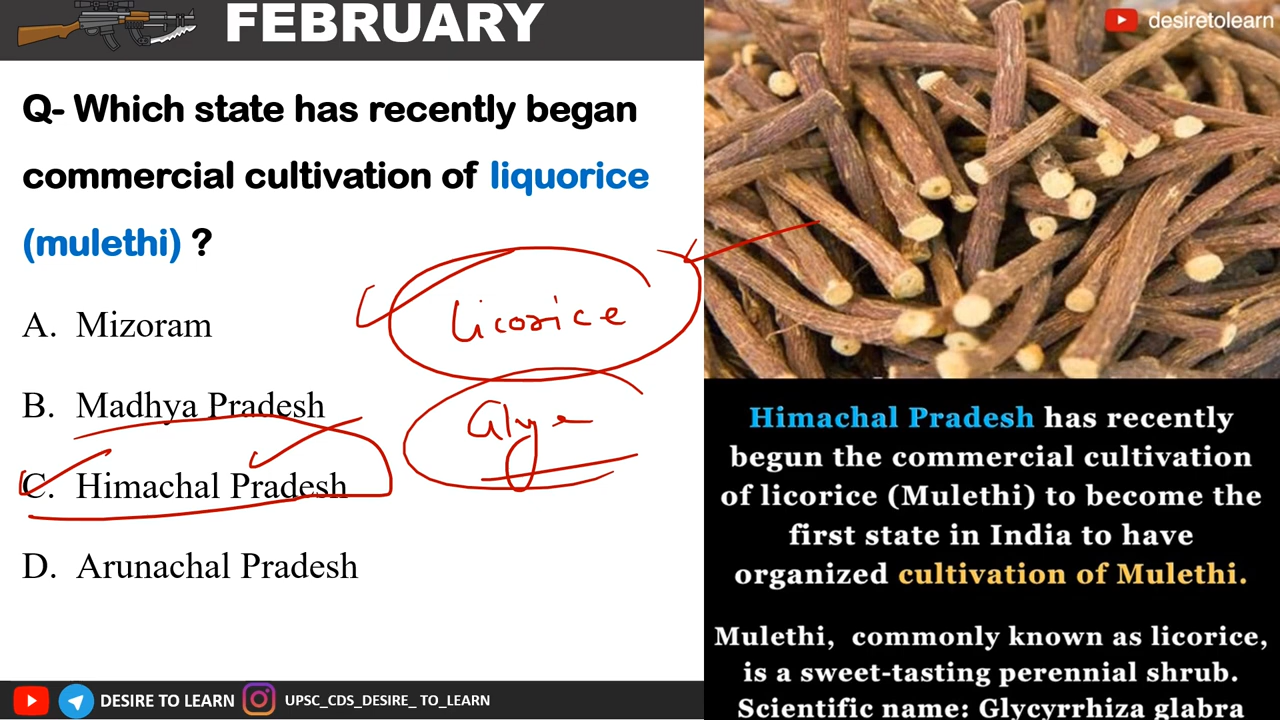 FEBRUARY
desiretolearn
Q- Which state has recently began
commercial cultivation of liquorice
(mulethi) ?
A. Mizoram
B. Madhya Pradesh
C. Himachal Pradesh
D. Arunachal Pradesh
licorice
Himachal Pradesh has recently
begun the commercial cultivation
of licorice (Mulethi) to become the
first state in India to have
organized cultivation of Mulethi.
Mulethi, commonly known as licorice,
is a sweet-tasting perennial shrub.
Scientific name: Glycyrrhiza glabra
DESIRE TO LEARN
UPSC_CDS_DESIRE_ TO_LEARN